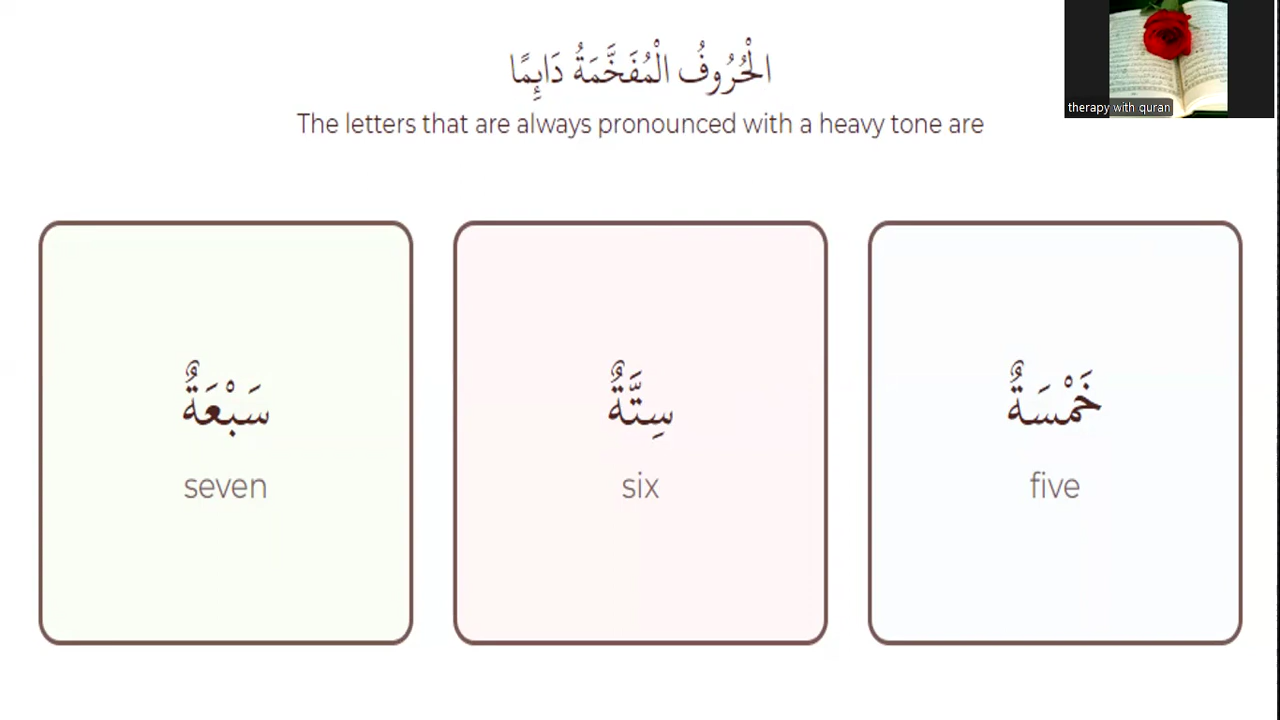 الْحُرُوفُ الْمُفَخَّمَةُ دَائِمًا
The letters that are always pronounced with a heavy tone are
therapy with quran
خَمْسَةٌ
five
سِتَّةٌ
six
سَبْعَةٌ
seven